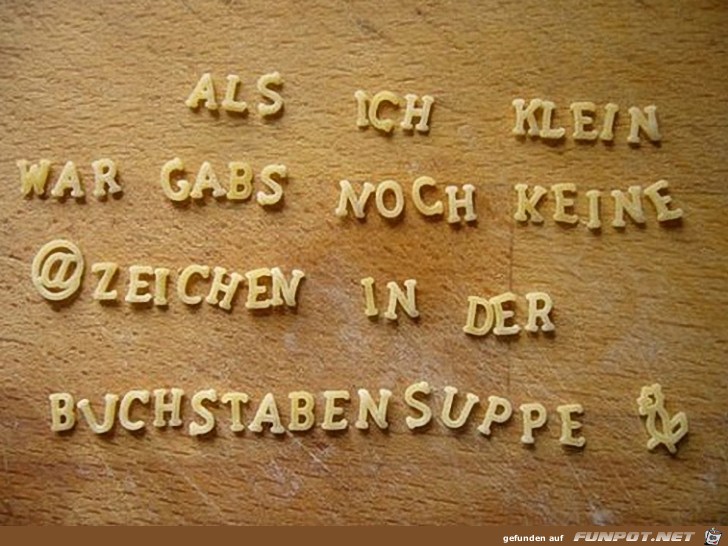 ALS ICH KLEIN
WAR GABS NOCH KEINE
@ZEICHEN IN DER
BUCHSTABENSUPPE
gefunden auf FUNPOT.NET